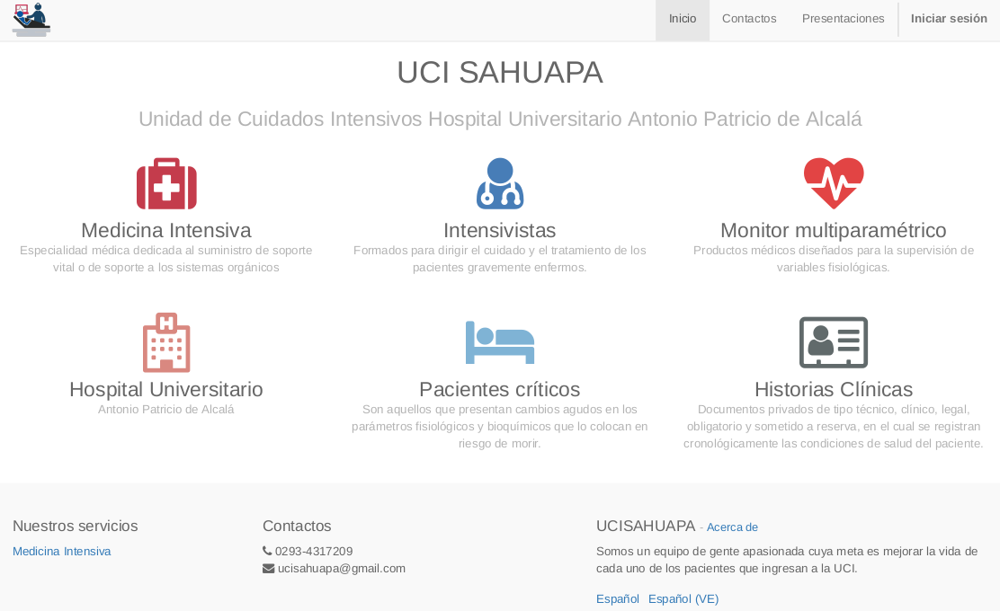 Inicio
Contactos
Presentaciones
Iniciar sesión
UCI SAHUAPA
Unidad de Cuidados Intensivos Hospital Universitario Antonio Patricio de Alcalá
Medicina Intensiva
Especialidad médica dedicada al suministro de soporte
vital o de soporte a los sistemas orgánicos
Intensivistas
Formados para dirigir el cuidado y el tratamiento de los
pacientes gravemente enfermos.
Monitor multiparamétrico
Productos médicos diseñados para la supervisión de
variables fisiológicas.
H
Hospital Universitario
Antonio Patricio de Alcalá
Pacientes críticos
Son aquellos que presentan cambios agudos en los
parámetros fisiológicos y bioquímicos que lo colocan en
riesgo de morir.
Historias Clínicas
Documentos privados de tipo técnico, clínico, legal,
obligatorio y sometido a reserva, en el cual se registran
cronológicamente las condiciones de salud del paciente.
Nuestros servicios
Medicina Intensiva
Contactos
0293-4317209
ucisahuapa@gmail.com
UCISAHUAPA - Acerca de
Somos un equipo de gente apasionada cuya meta es mejorar la vida de
cada uno de los pacientes que ingresan a la UCI.
Español Español (VE)